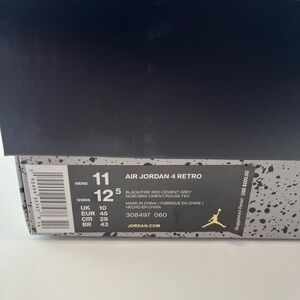 MENS 11
WMNS 12 5
UK 10
EUR 45
CM 29
BR 43
AIR JORDAN 4 RETRO
BLACK/FIRE RED-CEMENT GREY
NOIR/GRIS CIMENT/ROUGE FEU
MADE IN CHINA / FABRIQUE EN CHINE /
HECHO EN CHINA
308497 060
JORDAN.COM
Suggested Retail